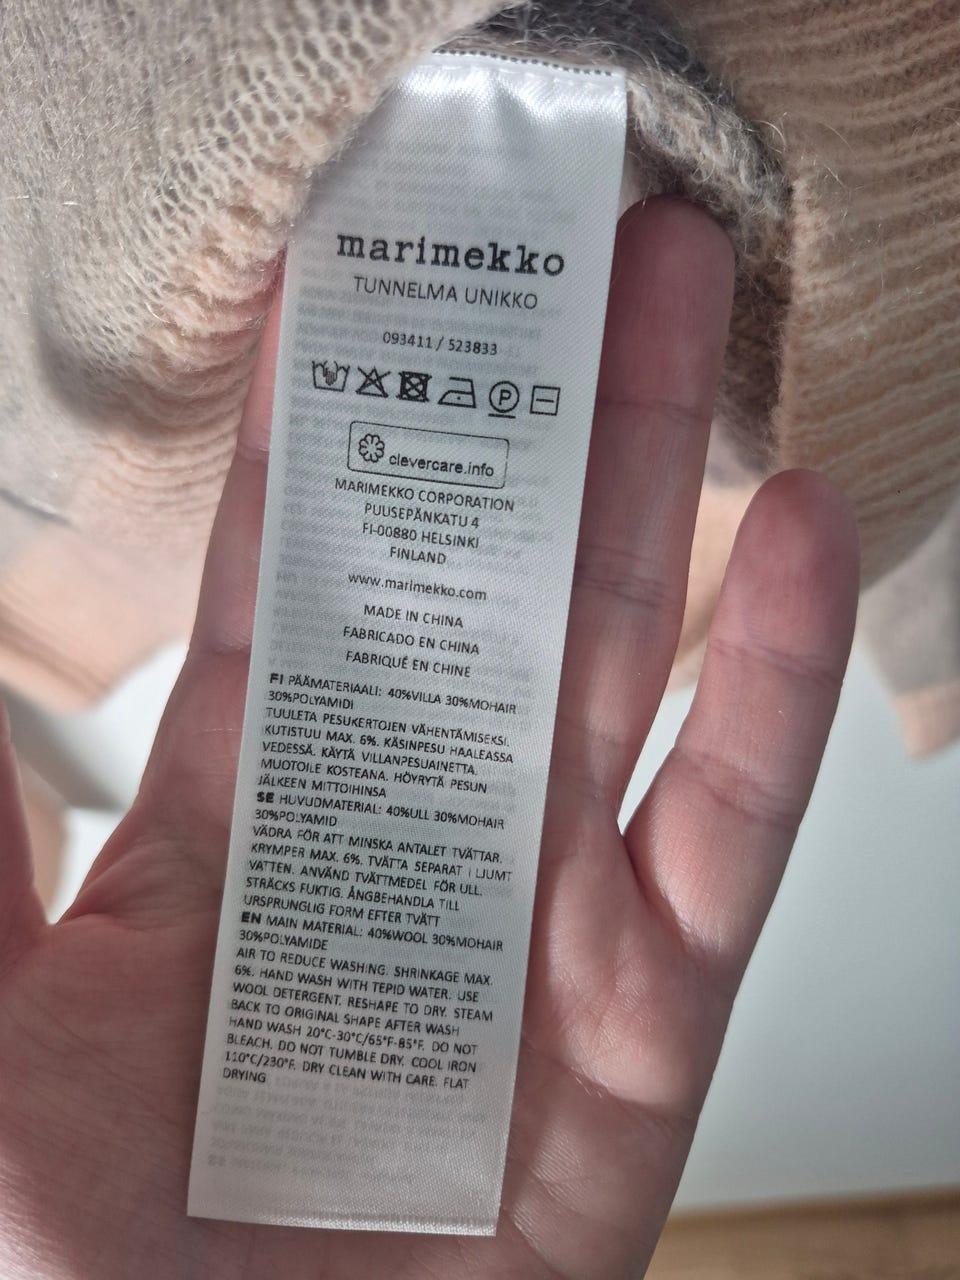 marimekko
TUNNELMA UNIKKO
093411 / 523833
P
clevercare.info
MARIMEKKO CORPORATION
PUUSEPÄNKATU 4
FI-00880 HELSINKI
FINLAND
www.marimekko.com
MADE IN CHINA
FABRICADO EN CHINA
FABRIQUÉ EN CHINE
FI PÄÄMATERIAALI: 40%VILLA 30%MOHAIR
30%POLYAMIDI
TUULETA PESUKERTOJEN VÄHENTÄMISEKSI.
KUTISTUU MAX. 6%. KÄSINPESU HAALEASSA
VEDESSÄ. KÄYTÄ VILLANPESUAINETTA.
MUOTOILE KOSTEANA. HÖYRYTÄ PESUN
JÄLKEEN MITTOIHINSA
SE HUVUDMATERIAL: 40%ULL 30%MOHAIR
30%POLYAMID
VÄDRA FÖR ATT MINSKA ANTALET TVÄTTAR.
KRYMPER MAX. 6%. TVÄTTA SEPARAT I LJUMT
VATTEN. ANVÄND TVÄTTMEDEL FÖR ULL.
STRÄCKS FUKTIG. ÅNGBEHANDLA TILL
URSPRUNGLIG FORM EFTER TVÄTT
EN MAIN MATERIAL: 40%WOOL 30%MOHAIR
30%POLYAMIDE
AIR TO REDUCE WASHING. SHRINKAGE MAX.
6%. HAND WASH WITH TEPID WATER. USE
WOOL DETERGENT. RESHAPE TO DRY. STEAM
BACK TO ORIGINAL SHAPE AFTER WASH
HAND WASH 20°C-30°C/65°F-85°F. DO NOT
BLEACH. DO NOT TUMBLE DRY. COOL IRON
110°C/230°F. DRY CLEAN WITH CARE. FLAT
DRYING